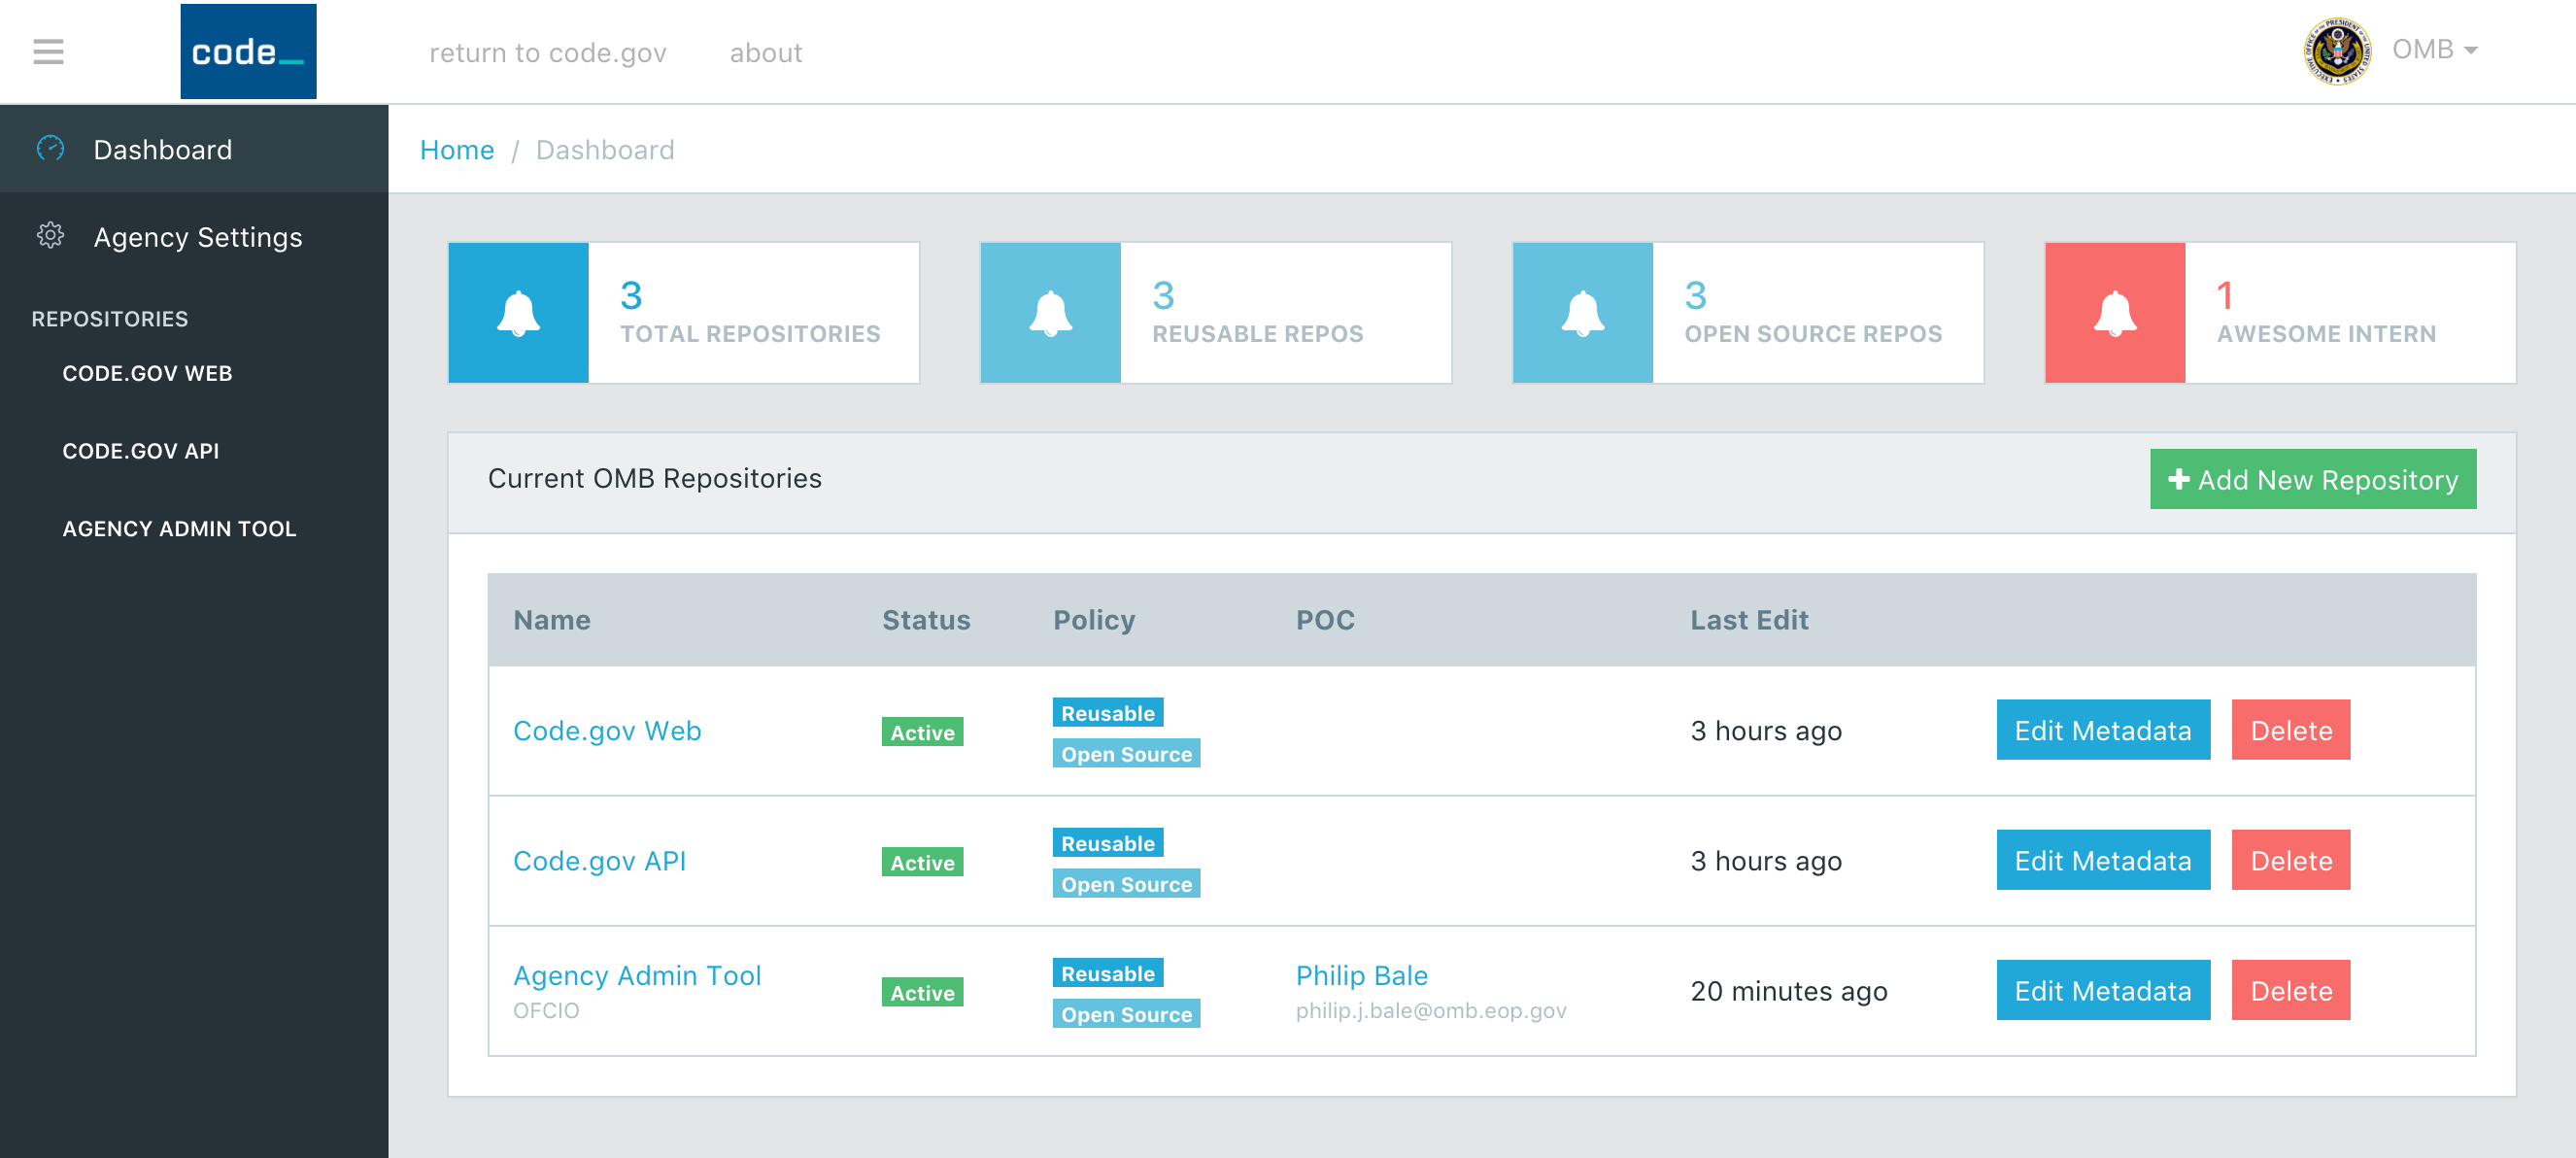 code_
return to code.gov
about
OMB
Dashboard
Agency Settings
REPOSITORIES
CODE.GOV WEB
CODE.GOV API
AGENCY ADMIN TOOL
Home / Dashboard
3
TOTAL REPOSITORIES
3
REUSABLE REPOS
3
OPEN SOURCE REPOS
1
AWESOME INTERN
Current OMB Repositories
Add New Repository
Name Status Policy POC Last Edit
Code.gov Web
Active
Reusable
Open Source
3 hours ago
Edit Metadata
Delete
Code.gov API
Active
Reusable
Open Source
3 hours ago
Edit Metadata
Delete
Agency Admin Tool
OFCIO
Active
Reusable
Open Source
Philip Bale
philip.j.bale@omb.eop.gov
20 minutes ago
Edit Metadata
Delete